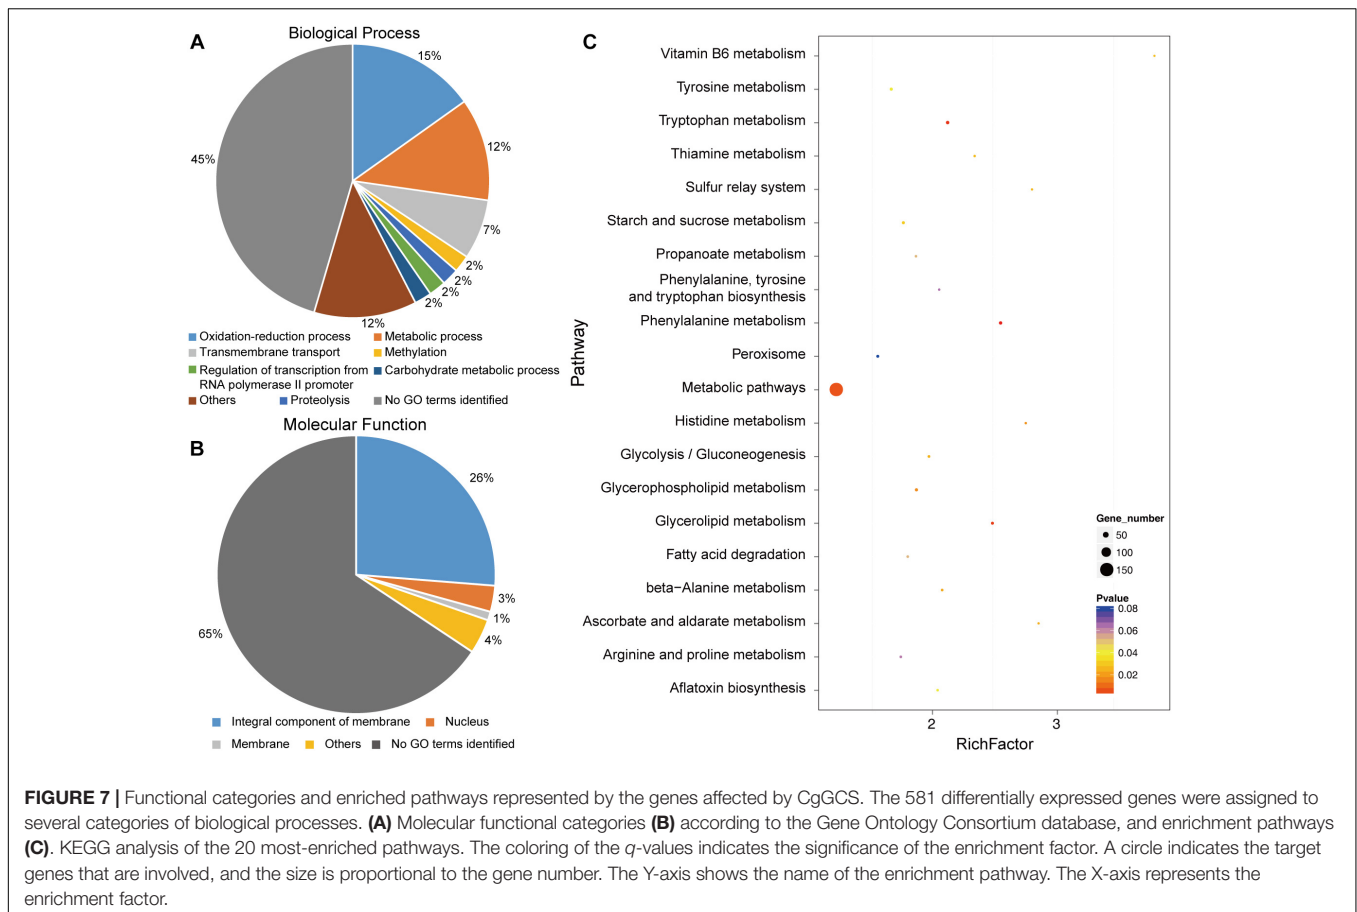 A
Biological Process
15%
12%
7%
2%
2%
2%
2%
12%
45%
Oxidation-reduction process
Metabolic process
Transmembrane transport
Methylation
Regulation of transcription from
RNA polymerase II promoter
Carbohydrate metabolic process
Others
Proteolysis
No GO terms identified
B
Molecular Function
26%
3%
1%
4%
65%
Integral component of membrane
Nucleus
Membrane
Others
No GO terms identified
C
Pathway
Vitamin B6 metabolism
Tyrosine metabolism
Tryptophan metabolism
Thiamine metabolism
Sulfur relay system
Starch and sucrose metabolism
Propanoate metabolism
Phenylalanine, tyrosine
and tryptophan biosynthesis
Phenylalanine metabolism
Peroxisome
Metabolic pathways
Histidine metabolism
Glycolysis / Gluconeogenesis
Glycerophospholipid metabolism
Glycerolipid metabolism
Fatty acid degradation
beta−Alanine metabolism
Ascorbate and aldarate metabolism
Arginine and proline metabolism
Aflatoxin biosynthesis
2
3
RichFactor
Gene_number
50
100
150
Pvalue
0.08
0.06
0.04
0.02
FIGURE 7 | Functional categories and enriched pathways represented by the genes affected by CgGCS. The 581 differentially expressed genes were assigned to
several categories of biological processes. (A) Molecular functional categories (B) according to the Gene Ontology Consortium database, and enrichment pathways
(C). KEGG analysis of the 20 most-enriched pathways. The coloring of the q-values indicates the significance of the enrichment factor. A circle indicates the target
genes that are involved, and the size is proportional to the gene number. The Y-axis shows the name of the enrichment pathway. The X-axis represents the
enrichment factor.